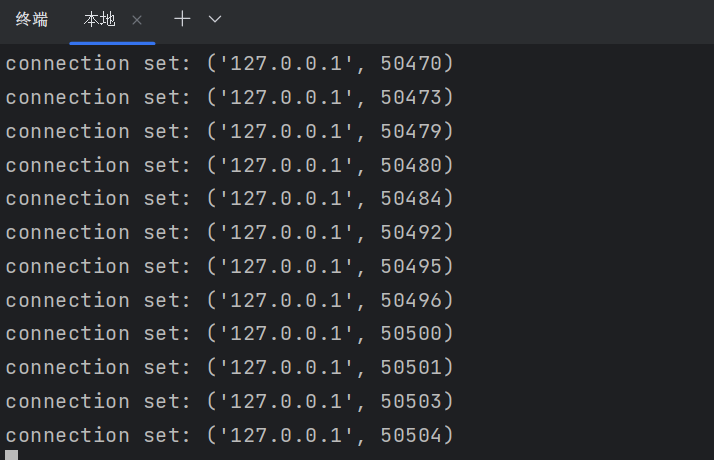 终端 本地
connection set: ('127.0.0.1', 50470)
connection set: ('127.0.0.1', 50473)
connection set: ('127.0.0.1', 50479)
connection set: ('127.0.0.1', 50480)
connection set: ('127.0.0.1', 50484)
connection set: ('127.0.0.1', 50492)
connection set: ('127.0.0.1', 50495)
connection set: ('127.0.0.1', 50496)
connection set: ('127.0.0.1', 50500)
connection set: ('127.0.0.1', 50501)
connection set: ('127.0.0.1', 50503)
connection set: ('127.0.0.1', 50504)